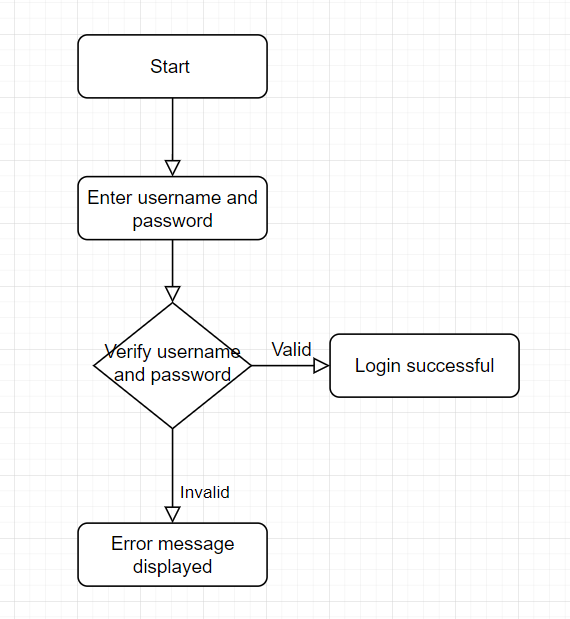 Start
Enter username and
password
Verify username
and password
Valid
Login successful
Invalid
Error message
displayed